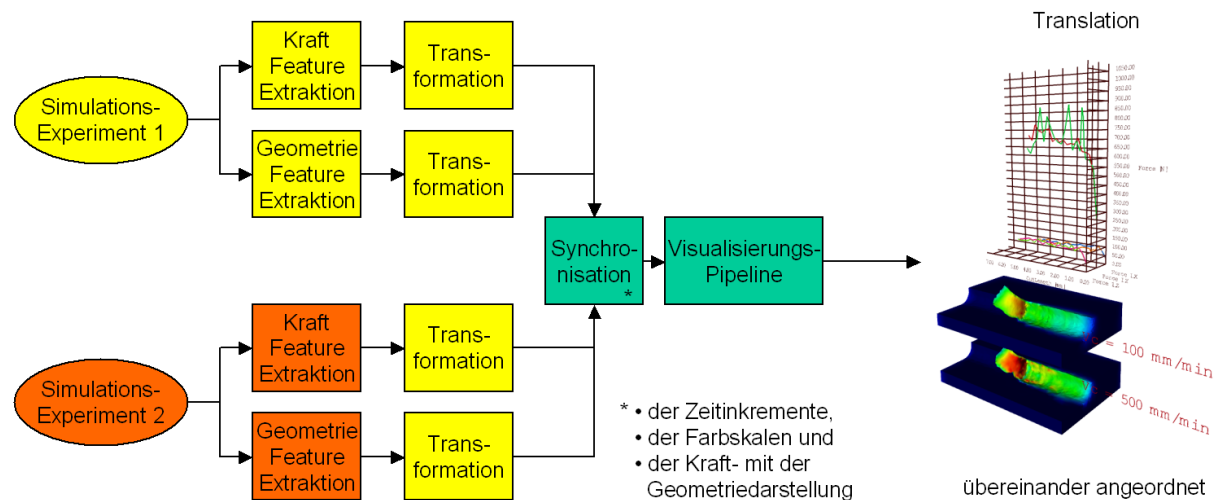 Translation
Kraft
Feature
Extraktion
Trans-
formation
Simulations-
Experiment 1
Geometrie
Feature
Extraktion
Trans-
formation
Synchro-
nisation
*
Visualisierungs-
Pipeline
Force [N]
Kraft
Feature
Extraktion
Trans-
formation
Simulations-
Experiment 2
Geometrie
Feature
Extraktion
Trans-
formation
= 100 mm/min
500 mm/min
* • der Zeitinkremente,
• der Farbskalen und
• der Kraft- mit der
Geometriedarstellung
übereinander angeordnet